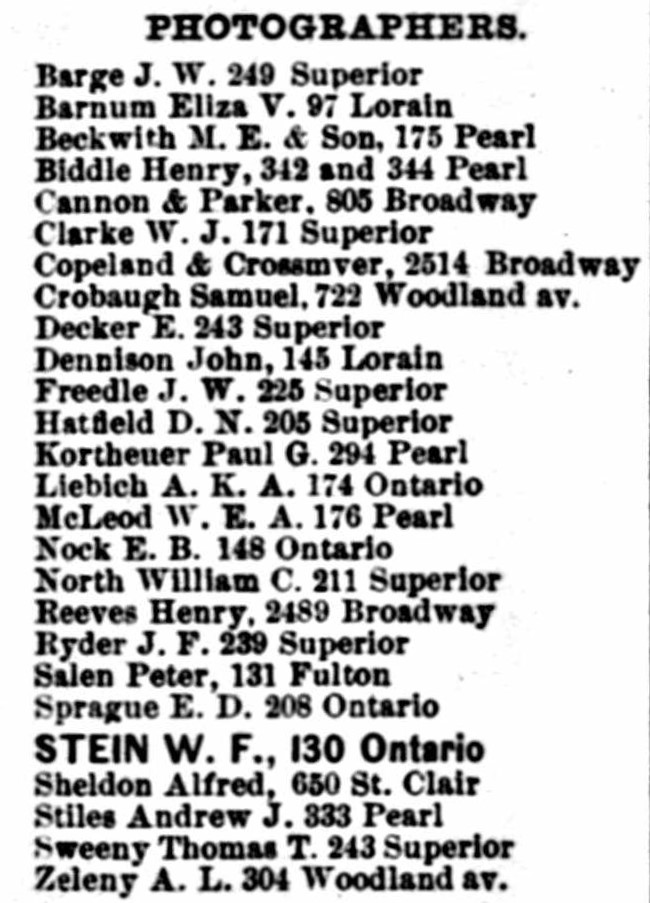 PHOTOGRAPHERS.
Barge J. W. 249 Superior
Barnum Eliza V. 97 Lorain
Beckwith M. E. & Son, 175 Pearl
Biddle Henry, 342 and 344 Pearl
Cannon & Parker, 805 Broadway
Clarke W. J. 171 Superior
Copeland & Crossmver, 2514 Broadway
Crobaugh Samuel, 722 Woodland av.
Decker E. 243 Superior
Dennison John, 145 Lorain
Freedle J. W. 225 Superior
Hatfield D. N. 205 Superior
Kortheuer Paul G. 294 Pearl
Liebich A. K. A. 174 Ontario
McLeod W. E. A. 176 Pearl
Nock E. B. 148 Ontario
North William C. 211 Superior
Reeves Henry, 2489 Broadway
Ryder J. F. 239 Superior
Salen Peter, 131 Fulton
Sprague E. D. 208 Ontario
STEIN W. F., 130 Ontario
Sheldon Alfred, 650 St. Clair
Stiles Andrew J. 333 Pearl
Sweeny Thomas T. 243 Superior
Zeleny A. L. 304 Woodland av.